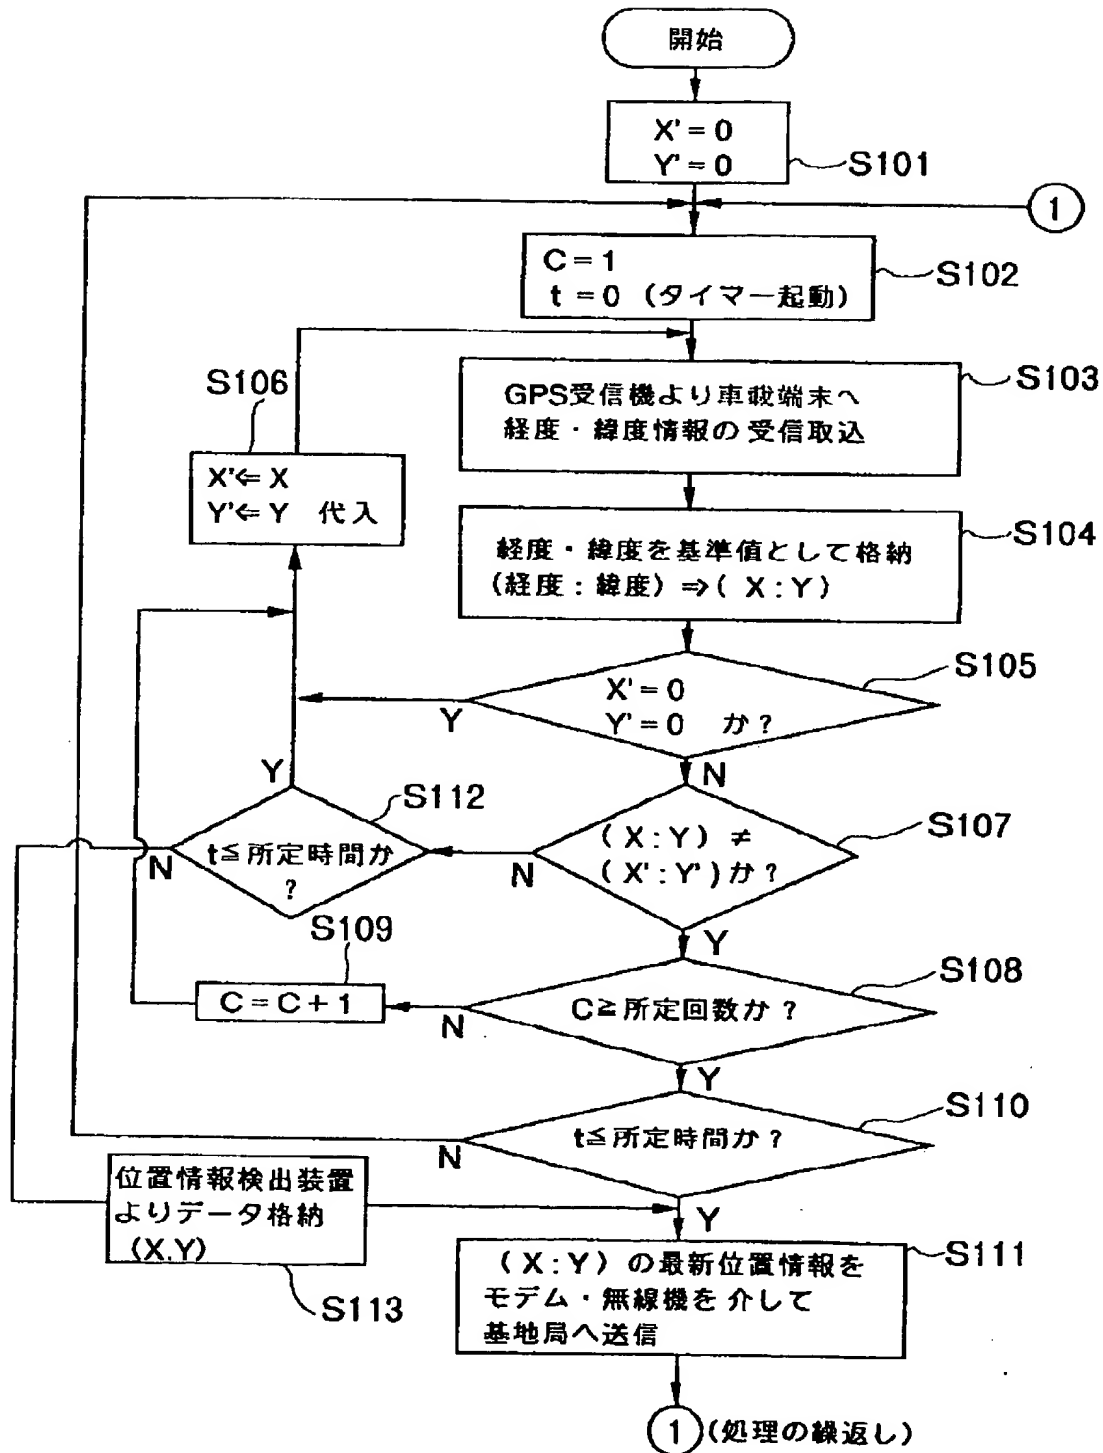 開始
X' = 0
Y' = 0
S101
1
C = 1
t = 0 (タイマー起動)
S102
S106
X'⇐ X
Y'⇐ Y 代入
GPS受信機より車載端末へ
経度・緯度情報の受信取込
S103
経度・緯度を基準値として格納
(経度:緯度) ⇒ ( X : Y )
S104
X' = 0
Y' = 0 か?
S105
Y
N
Y
t≦所定時間か
?
S112
N
( X : Y ) ≠
( X' : Y' ) か?
S107
N
Y
S109
C = C + 1
C≧所定回数か?
S108
N
Y
t≦所定時間か?
S110
N
Y
位置情報検出装置
よりデータ格納
(X,Y)
S113
( X : Y ) の最新位置情報を
モデム・無線機を介して
基地局へ送信
S111
1 (処理の繰返し)